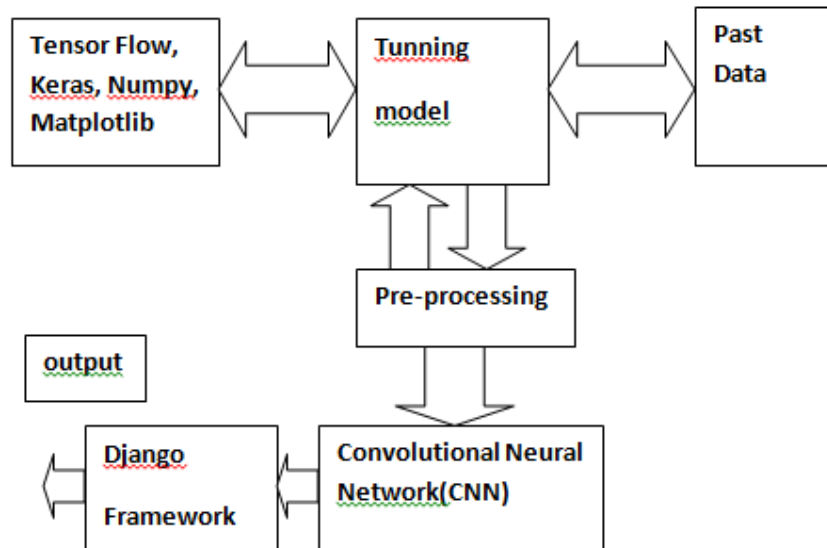 Tensor Flow,
Keras, Numpy,
Matplotlib
Tunning
model
Past
Data
Pre-processing
output
Django
Framework
Convolutional Neural
Network(CNN)